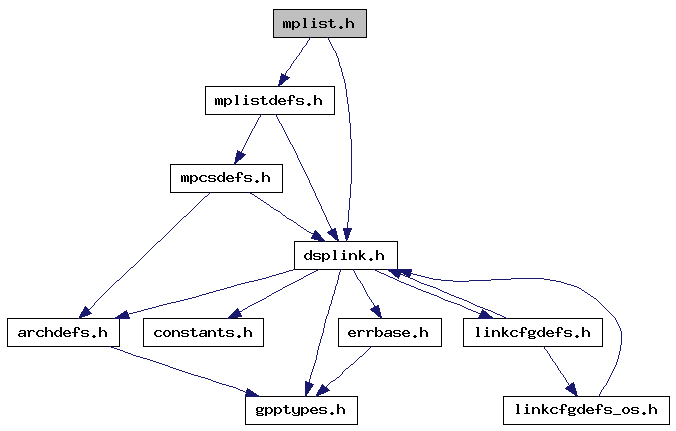 mplist.h
mplistdefs.h
mpcsdefs.h
dsplink.h
archdefs.h
constants.h
errbase.h
linkcfgdefs.h
gpptypes.h
linkcfgdefs_os.h